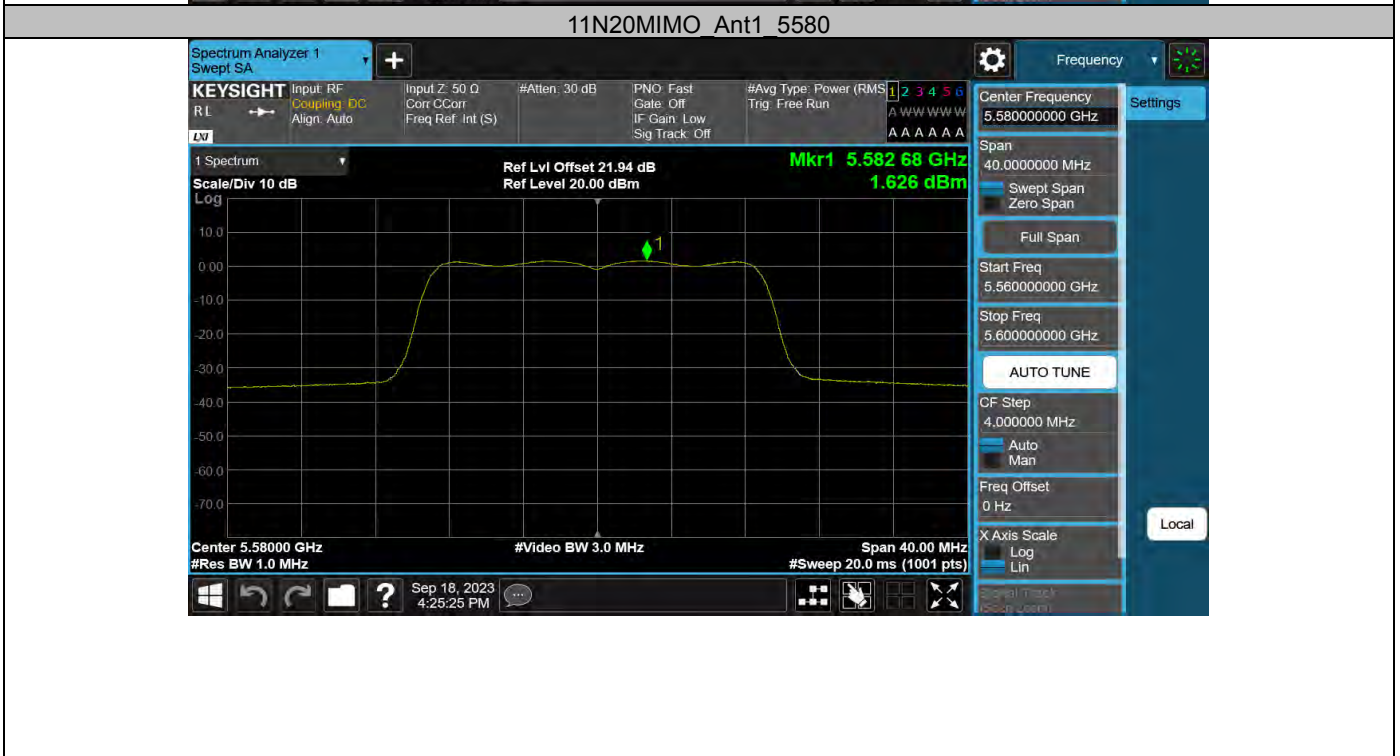 11N20MIMO_Ant1_5580
Spectrum Analyzer 1
Swept SA
Frequency
KEYSIGHT
RL
LXI
Input: RF
Coupling: DC
Align: Auto
Input Z: 50 Ω
Corr CCorr
Freq Ref: Int (S)
#Atten: 30 dB
PNO: Fast
Gate: Off
IF Gain: Low
Sig Track: Off
#Avg Type: Power (RMS
Trig: Free Run
1 2 3 4 5 6
A W W W W W
A A A A A A
Center Frequency
5.580000000 GHz
Settings
1 Spectrum
Scale/Div 10 dB
Ref Lvl Offset 21.94 dB
Ref Level 20.00 dBm
Mkr1 5.582 68 GHz
1.626 dBm
Span
40.0000000 MHz
Swept Span
Zero Span
Full Span
Start Freq
5.560000000 GHz
Stop Freq
5.600000000 GHz
AUTO TUNE
CF Step
4.000000 MHz
Auto
Man
Freq Offset
0 Hz
X Axis Scale
Log
Lin
Signal Track
(Span Zoom)
Local
Log
10.0
0.00
-10.0
-20.0
-30.0
-40.0
-50.0
-60.0
-70.0
1
Center 5.58000 GHz
#Res BW 1.0 MHz
#Video BW 3.0 MHz
Span 40.00 MHz
#Sweep 20.0 ms (1001 pts)
?
Sep 18, 2023
4:25:25 PM